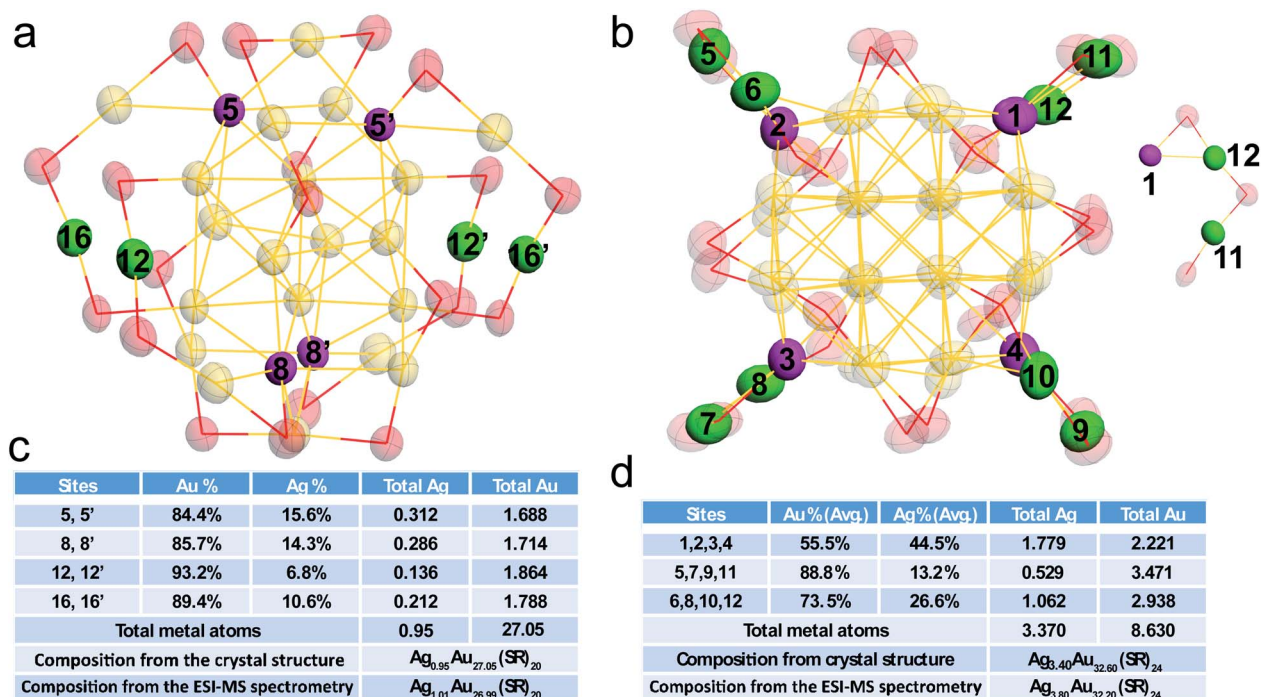 a
5
5'
16
12
12'
16'
8
8'
b
5
6
2
1
11
12
3
8
7
4
10
9
1
12
11
c
Sites Au % Ag % Total Ag Total Au
5, 5' 84.4% 15.6% 0.312 1.688
8, 8' 85.7% 14.3% 0.286 1.714
12, 12' 93.2% 6.8% 0.136 1.864
16, 16' 89.4% 10.6% 0.212 1.788
Total metal atoms 0.95 27.05
Composition from the crystal structure Ag0.95Au27.05(SR)20
Composition from the ESI-MS spectrometry Ag1.01Au26.99(SR)20
d
Sites Au%(Avg.) Ag%(Avg.) Total Ag Total Au
1,2,3,4 55.5% 44.5% 1.779 2.221
5,7,9,11 88.8% 13.2% 0.529 3.471
6,8,10,12 73.5% 26.6% 1.062 2.938
Total metal atoms 3.370 8.630
Composition from crystal structure Ag3.40Au32.60(SR)24
Composition from the ESI-MS spectrometry Ag3.80Au32.20(SR)24